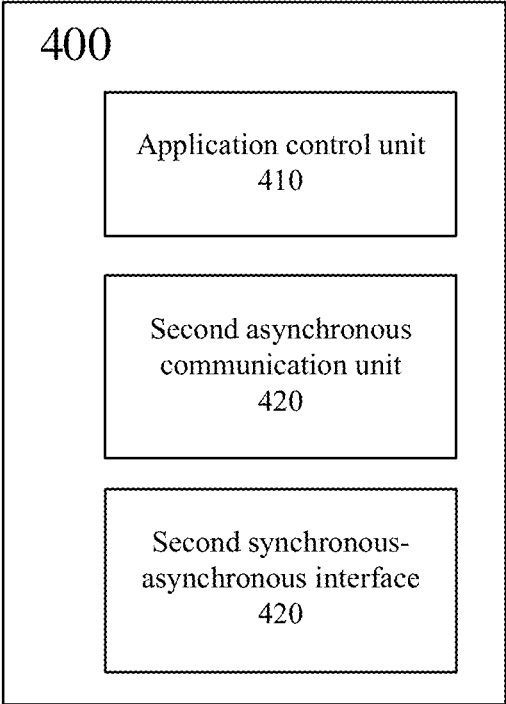 400
Application control unit
410
Second asynchronous
communication unit
420
Second synchronous-
asynchronous interface
420